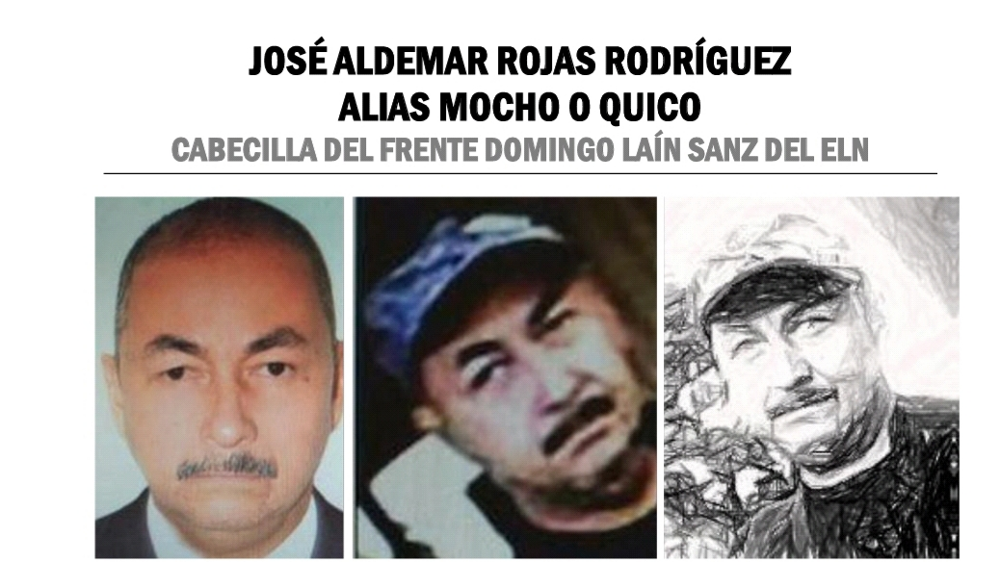 JOSÉ ALDEMAR ROJAS RODRÍGUEZ
ALIAS MOCHO O QUICO
CABECILLA DEL FRENTE DOMINGO LAÍN SANZ DEL ELN